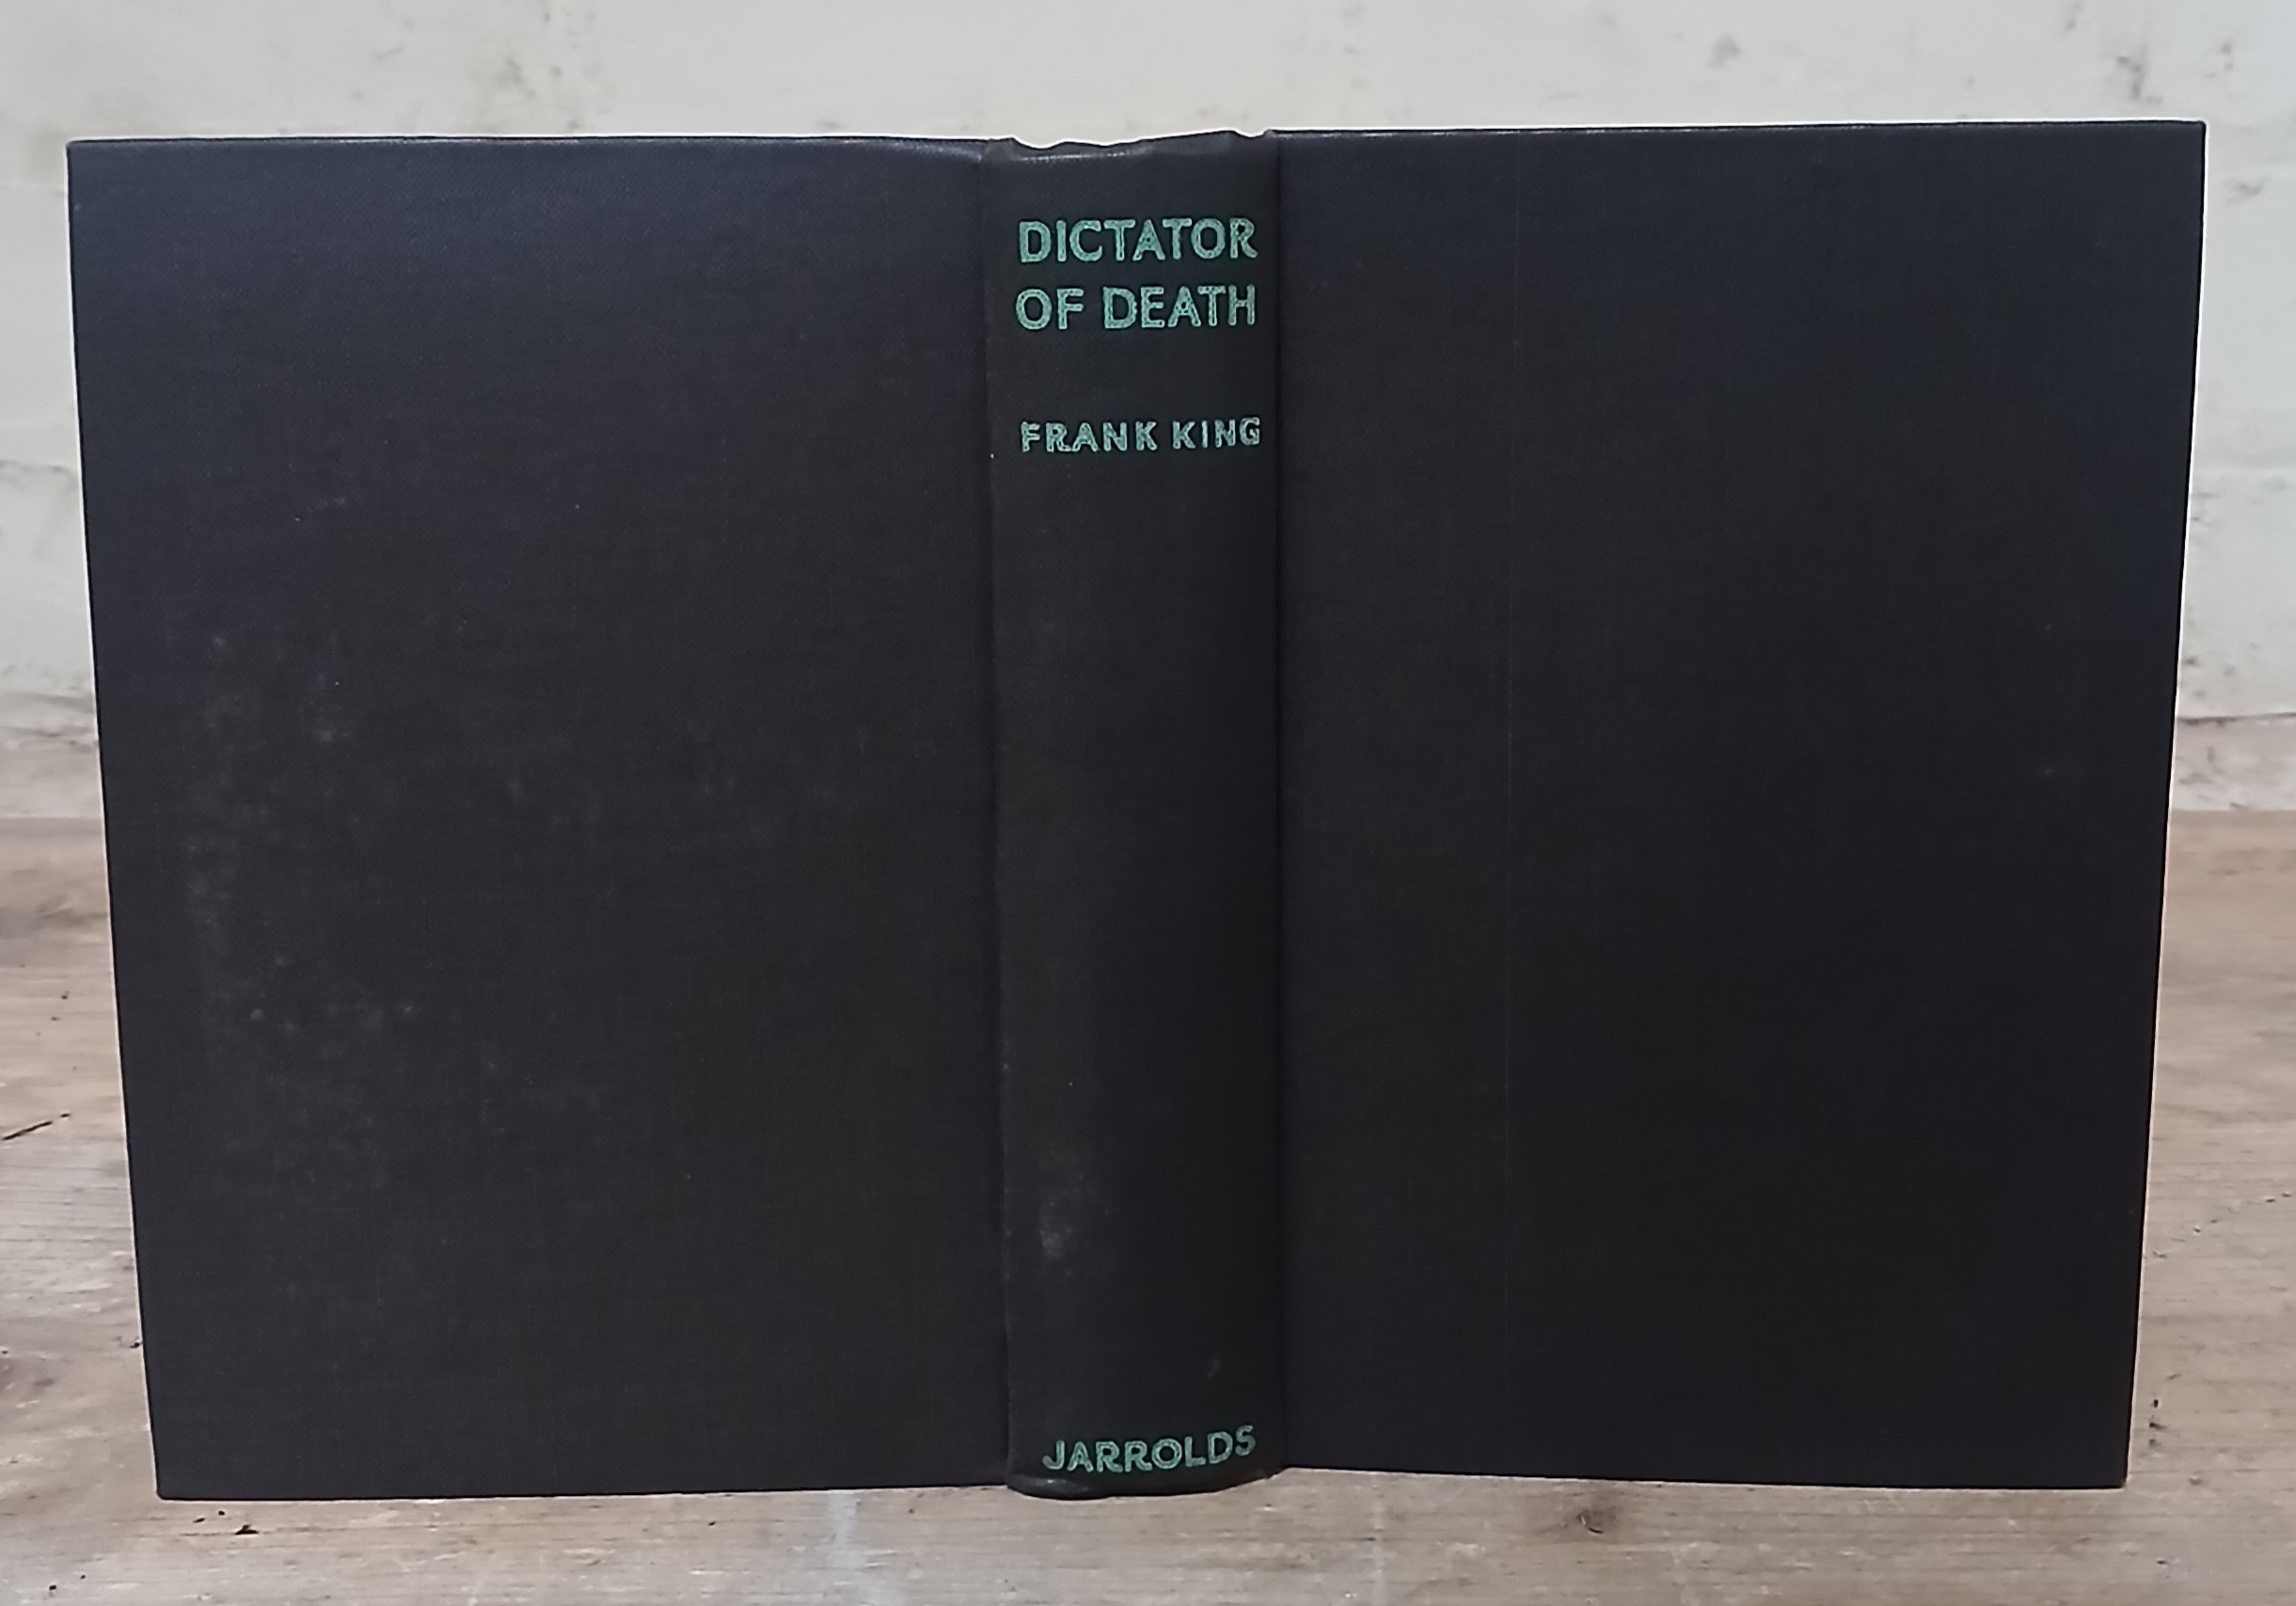 DICTATOR
OF DEATH
FRANK KING
JARROLDS